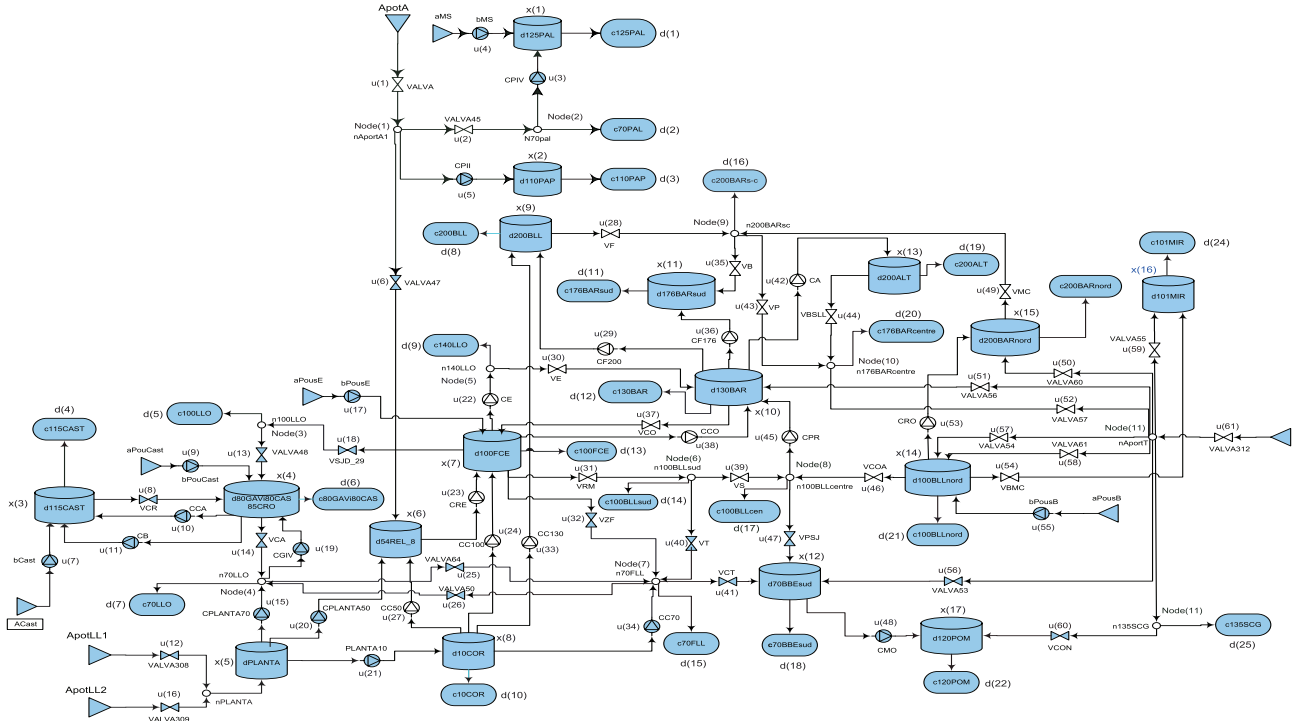 ApotA
aMS
bMS
u(4)
x(1)
d125PAL
c125PAL
d(1)
u(1)
VALVA
CPIV
u(3)
Node(1)
nAportA1
VALVA45
u(2)
Node(2)
N70pal
c70PAL
d(2)
CPII
u(5)
x(2)
d110PAP
c110PAP
d(3)
d(16)
c200BARs-c
x(9)
d200BLL
c200BLL
d(8)
u(28)
VF
Node(9)
n200BARsc
u(6)
VALVA47
x(11)
d176BARsud
d(11)
c176BARsud
u(35)
VB
u(42)
CA
x(13)
d200ALT
d(19)
c200ALT
c101MIR
d(24)
x(16)
d101MIR
c200BARnord
u(43)
VP
VBSLL
u(44)
d(20)
c176BARcentre
u(49)
VMC
x(15)
d200BARnord
u(29)
CF200
u(36)
CF176
d(9)
c140LLO
n140LLO
Node(5)
u(30)
VE
Node(10)
n176BARcentre
VALVA55
u(59)
u(50)
VALVA60
u(51)
VALVA56
u(52)
VALVA57
d130BAR
x(10)
c130BAR
d(12)
aPousE
bPousE
u(17)
u(22)
CE
u(37)
VCO
CCO
u(38)
u(45)
CPR
CRO
u(53)
u(57)
VALVA54
VALVA61
u(58)
Node(11)
nAportT
u(61)
VALVA312
d(4)
c115CAST
d(5)
c100LLO
n100LLO
Node(3)
u(18)
VSJD_29
d100FCE
x(7)
c100FCE
d(13)
aPouCast
u(9)
bPouCast
u(13)
VALVA48
x(4)
d80GAVi80CAS
85CRO
d(6)
c80GAVi80CAS
x(3)
d115CAST
u(8)
VCR
CCA
u(10)
CB
u(11)
u(31)
VRM
Node(6)
n100BLLsud
u(39)
VS
Node(8)
n100BLLcentre
VCOA
u(46)
x(14)
d100BLLnord
u(54)
VBMC
c100BLLsud
d(14)
c100BLLcen
d(17)
bPousB
u(55)
aPousB
d(21)
c100BLLnord
u(23)
CRE
u(24)
CC100
CC130
u(33)
u(32)
VZF
u(40)
VT
u(47)
VPSJ
x(6)
d54REL_8
bCast
u(7)
VCA
u(14)
CGIV
u(19)
n70LLO
Node(4)
VALVA64
u(25)
VALVA50
u(26)
Node(7)
n70FLL
VCT
u(41)
x(12)
d70BBEsud
u(56)
VALVA53
d(7)
c70LLO
CPLANTA70
u(15)
CPLANTA50
u(20)
CC50
u(27)
u(34)
CC70
c70FLL
d(15)
c70BBEsud
d(18)
u(48)
CMO
x(17)
d120POM
u(60)
VCON
Node(11)
n135SCG
c135SCG
d(25)
ACast
ApotLL1
u(12)
VALVA308
x(5)
dPLANTA
PLANTA10
u(21)
x(8)
d10COR
c10COR
d(10)
c120POM
d(22)
ApotLL2
u(16)
VALVA309
nPLANTA